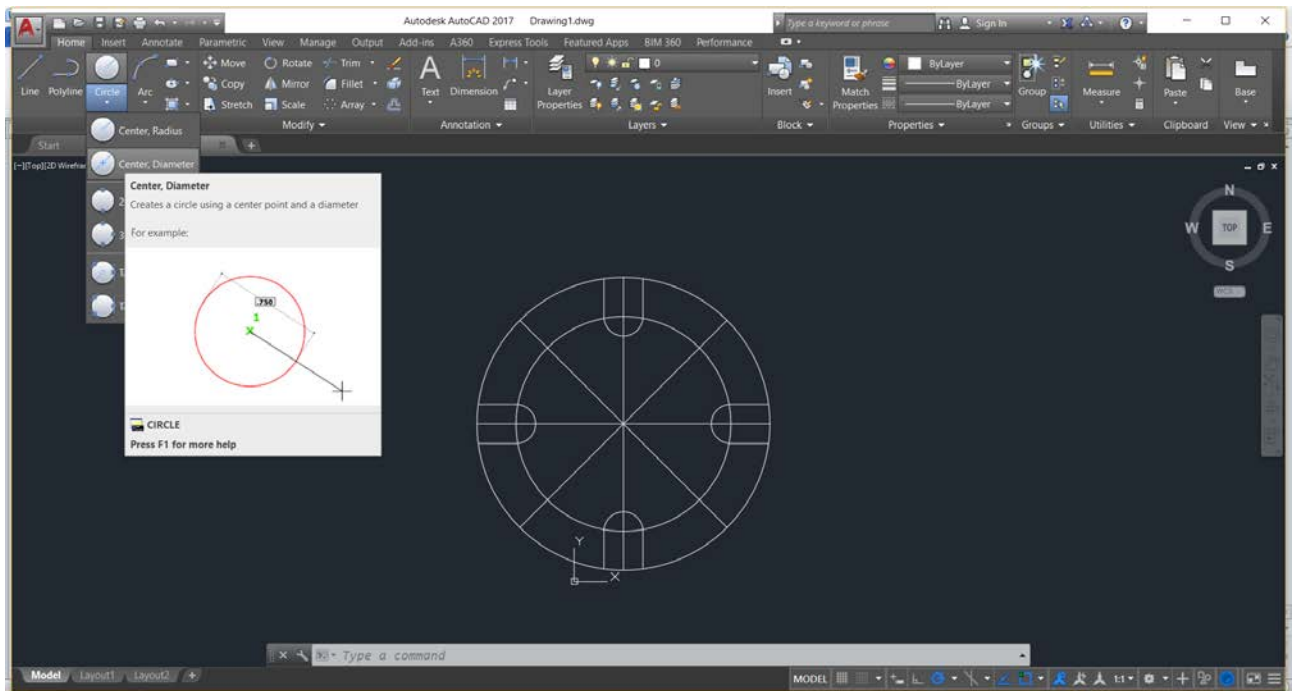 Autodesk AutoCAD 2017 Drawing1.dwg
Type a keyword or phrase
Sign In
Home Insert Annotate Parametric View Manage Output Add-ins A360 Express Tools Featured Apps BIM 360 Performance
Line Polyline Circle Arc
Move Rotate Trim
Copy Mirror Fillet
Stretch Scale Array
Text Dimension
Layer Properties
0
Insert
Match Properties
ByLayer
ByLayer
ByLayer
Group Measure Paste Base
Modify Annotation Layers Block Properties Groups Utilities Clipboard View
Start
Center, Radius
[-][Top][2D Wirefra
Center, Diameter
Center, Diameter
Creates a circle using a center point and a diameter
For example:
.750
1
CIRCLE
Press F1 for more help
N
W TOP E
S
WCS
Y
X
Type a command
Model Layout1 Layout2 +
MODEL
1:1